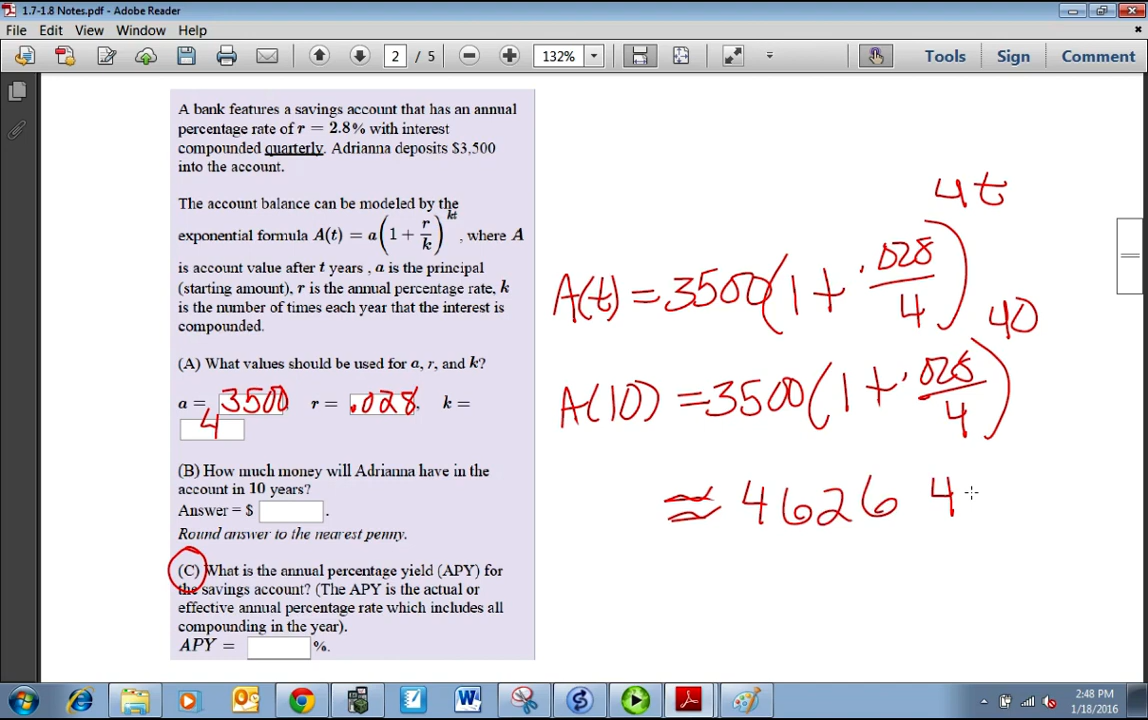 1.7-1.8 Notes.pdf - Adobe Reader
File Edit View Window Help
2 / 5 132% Tools Sign Comment
A bank features a savings account that has an annual
percentage rate of r = 2.8% with interest
compounded quarterly. Adrianna deposits $3,500
into the account.
The account balance can be modeled by the
exponential formula A(t) = a(1 + r/k)^kt, where A
is account value after t years , a is the principal
(starting amount), r is the annual percentage rate, k
is the number of times each year that the interest is
compounded.
(A) What values should be used for a, r, and k?
a = 3500 r = .028. k =
4
(B) How much money will Adrianna have in the
account in 10 years?
Answer = $ .
Round answer to the nearest penny.
(C) What is the annual percentage yield (APY) for
the savings account? (The APY is the actual or
effective annual percentage rate which includes all
compounding in the year).
APY = %.
A(t) = 3500(1 + .028/4)^4t
A(10) = 3500(1 + .028/4)^40
≈ 4626 4
2:48 PM
1/18/2016